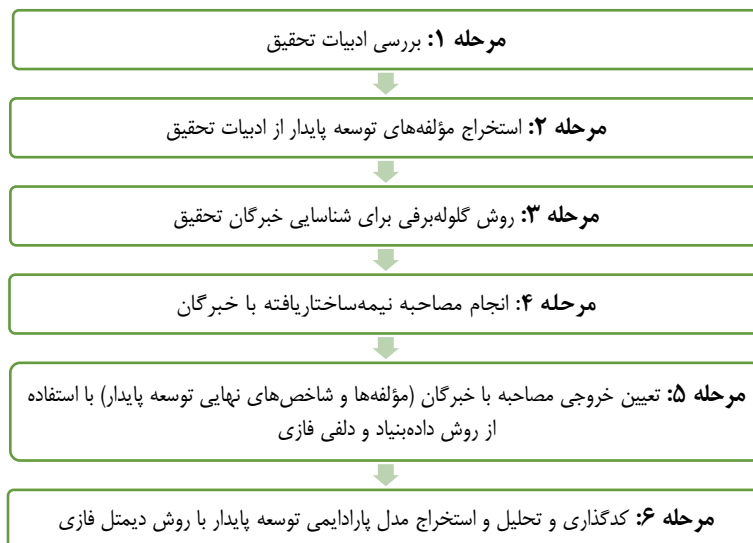 مرحله ۱: بررسی ادبیات تحقیق
مرحله ۲: استخراج مؤلفه‌های توسعه پایدار از ادبیات تحقیق
مرحله ۳: روش گلوله‌برفی برای شناسایی خبرگان تحقیق
مرحله ۴: انجام مصاحبه نیمه‌ساختاریافته با خبرگان
مرحله ۵: تعیین خروجی مصاحبه با خبرگان (مؤلفه‌ها و شاخص‌های نهایی توسعه پایدار) با استفاده
از روش داده‌بنیاد و دلفی فازی
مرحله ۶: کدگذاری و تحلیل و استخراج مدل پارادایمی توسعه پایدار با روش دیمتل فازی